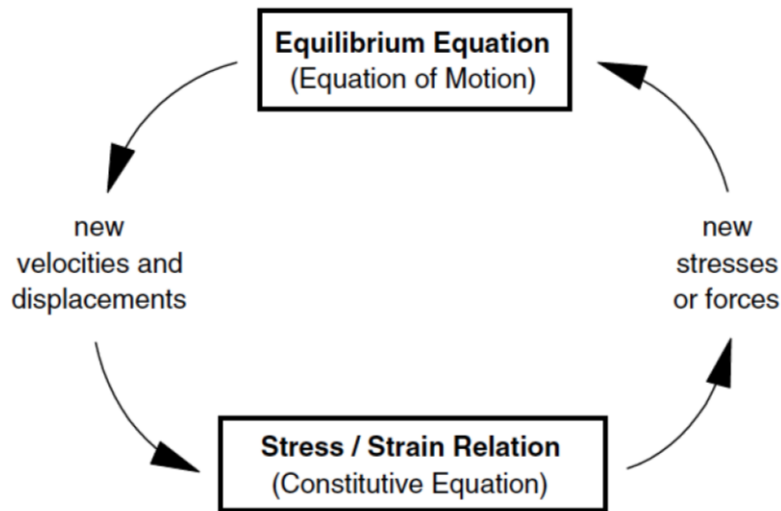 Equilibrium Equation
(Equation of Motion)
new
velocities and
displacements
new
stresses
or forces
Stress / Strain Relation
(Constitutive Equation)